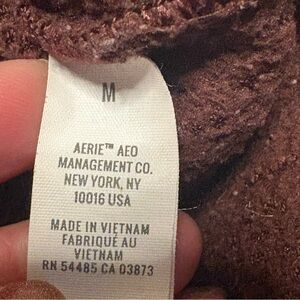 M
AERIE™ AEO
MANAGEMENT CO.
NEW YORK, NY
10016 USA
MADE IN VIETNAM
FABRIQUÉ AU
VIETNAM
RN 54485 CA 03873